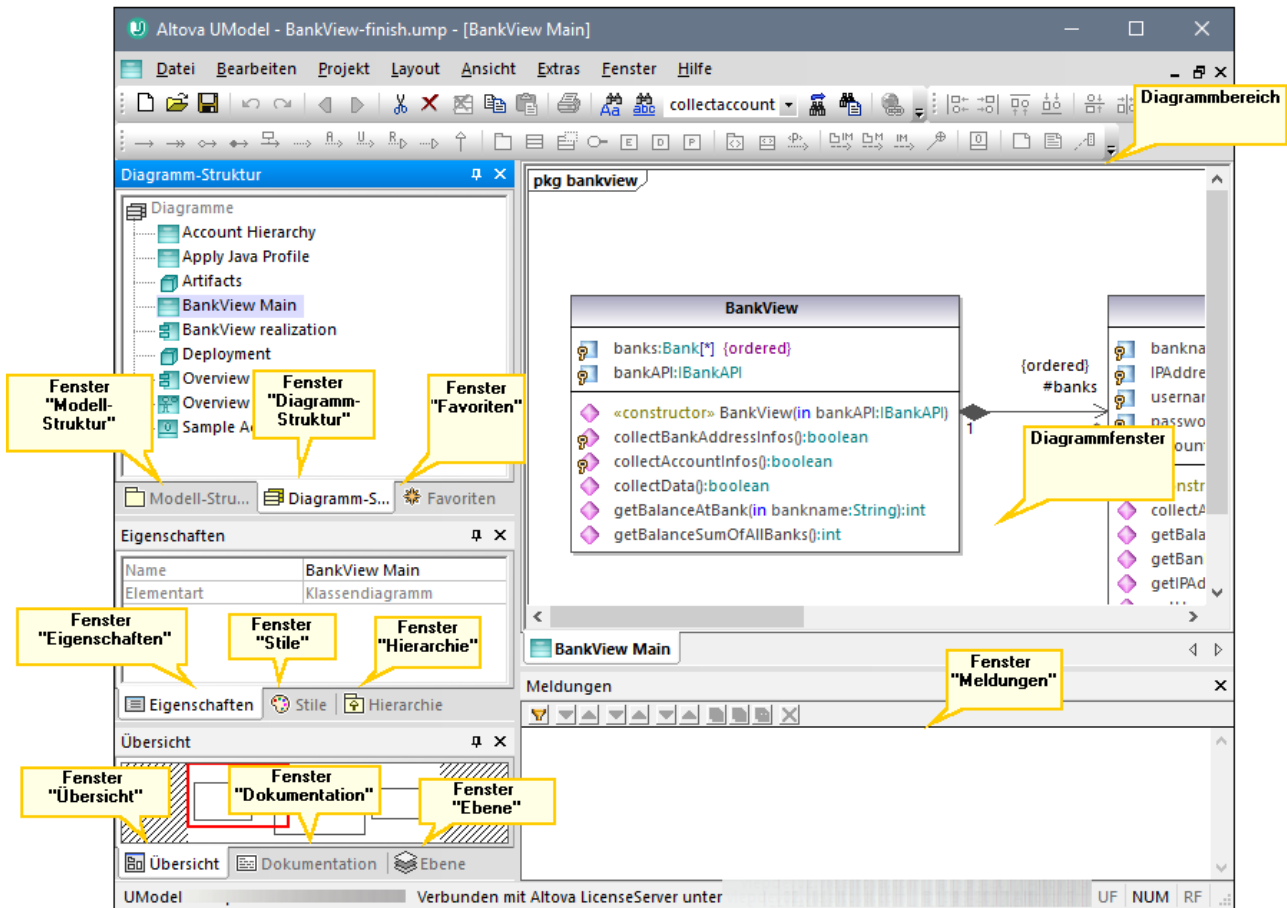 Altova UModel - BankView-finish.ump - [BankView Main]
Datei Bearbeiten Projekt Layout Ansicht Extras Fenster Hilfe
collectaccount
Diagrammbereich
Diagramm-Struktur
Diagramme
Account Hierarchy
Apply Java Profile
Artifacts
BankView Main
BankView realization
Deployment
Overview
Overview
Sample Ac
Fenster
"Modell-
Struktur"
Fenster
"Diagramm-
Struktur"
Fenster
"Favoriten"
Modell-Stru... Diagramm-S... Favoriten
Eigenschaften
Name BankView Main
Elementart Klassendiagramm
Fenster
"Eigenschaften"
Fenster
"Stile"
Fenster
"Hierarchie"
Eigenschaften Stile Hierarchie
Übersicht
Fenster
"Übersicht"
Fenster
"Dokumentation"
Fenster
"Ebene"
Übersicht Dokumentation Ebene
pkg bankview
BankView
banks:Bank[*] {ordered}
bankAPI:IBankAPI
«constructor» BankView(in bankAPI:IBankAPI)
collectBankAddressInfos():boolean
collectAccountInfos():boolean
collectData():boolean
getBalanceAtBank(in bankname:String):int
getBalanceSumOfAllBanks():int
{ordered}
#banks
1
bankna
IPAddre
usernar
passwo
Diagrammfenster
collectA
getBala
getBan
getIPAd
BankView Main
Fenster
"Meldungen"
Meldungen
UModel Verbunden mit Altova LicenseServer unter
UF NUM RF